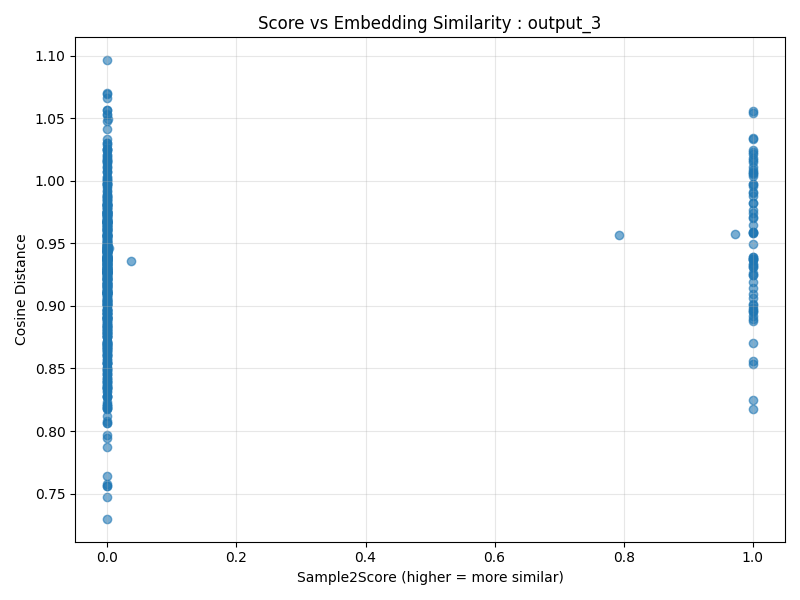 Score vs Embedding Similarity : output_3
Cosine Distance
1.10
1.05
1.00
0.95
0.90
0.85
0.80
0.75
0.0 0.2 0.4 0.6 0.8 1.0
Sample2Score (higher = more similar)